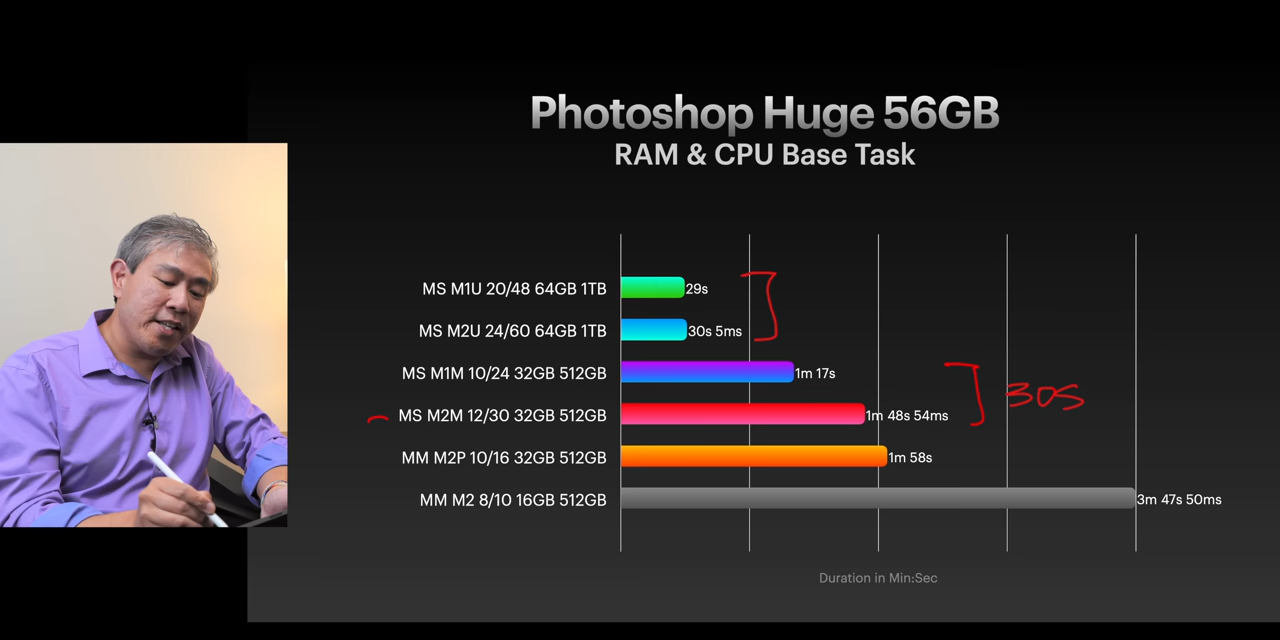 Photoshop Huge 56GB
RAM & CPU Base Task
MS M1U 20/48 64GB 1TB 29s
MS M2U 24/60 64GB 1TB 30s 5ms
MS M1M 10/24 32GB 512GB 1m 17s
MS M2M 12/30 32GB 512GB 1m 48s 54ms
30s
MM M2P 10/16 32GB 512GB 1m 58s
MM M2 8/10 16GB 512GB 3m 47s 50ms
Duration in Min:Sec